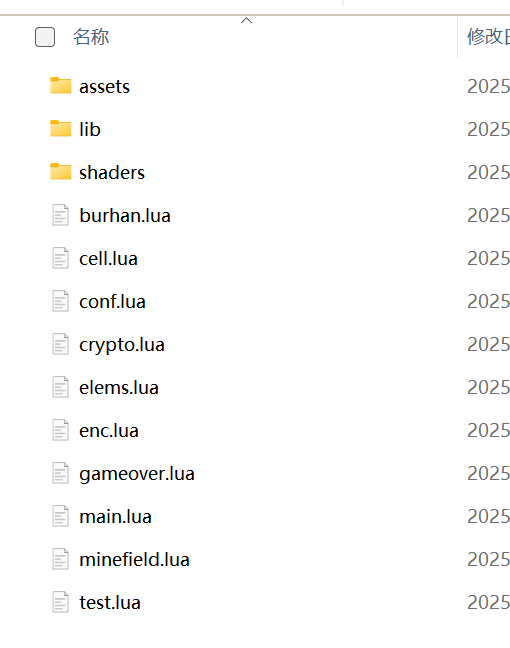 名称 修改日
assets 2025
lib 2025
shaders 2025
burhan.lua 2025
cell.lua 2025
conf.lua 2025
crypto.lua 2025
elems.lua 2025
enc.lua 2025
gameover.lua 2025
main.lua 2025
minefield.lua 2025
test.lua 2025